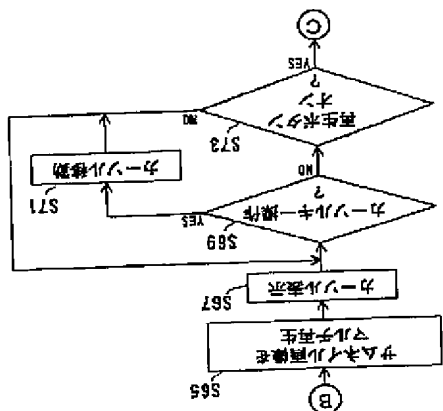 B
S65
サムネイル画像を
マルチ再生
S67
カーソル表示
S69
カーソルキー操作
?
YES
NO
S71
カーソル移動
S73
再生ボタン
オン
?
NO
YES
C